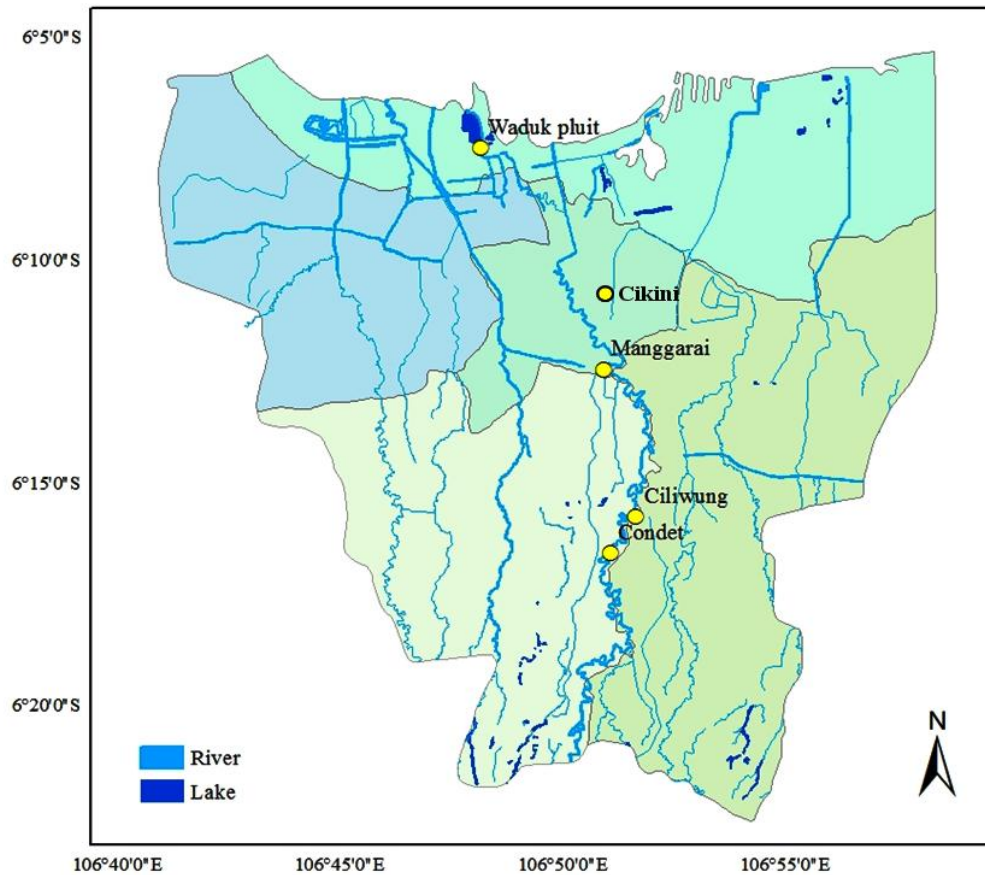 6°5'0"S
Waduk pluit
6°10'0"S
Cikini
Manggarai
6°15'0"S
Ciliwung
Condet
6°20'0"S
N
River
Lake
106°40'0"E 106°45'0"E 106°50'0"E 106°55'0"E